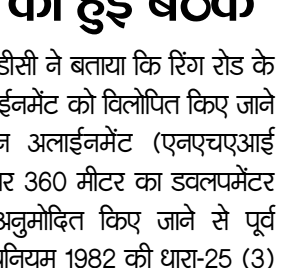 की हुई बैठक
डीसी ने बताया कि रिंग रोड के
ईनमेंट को विलोपित किए जाने
अलाईनमेंट (एनएचएआई
360 मीटर का डवलपमेंटर
अनुमोदित किए जाने से पूर्व
नियम 1982 की धारा-25 (3)